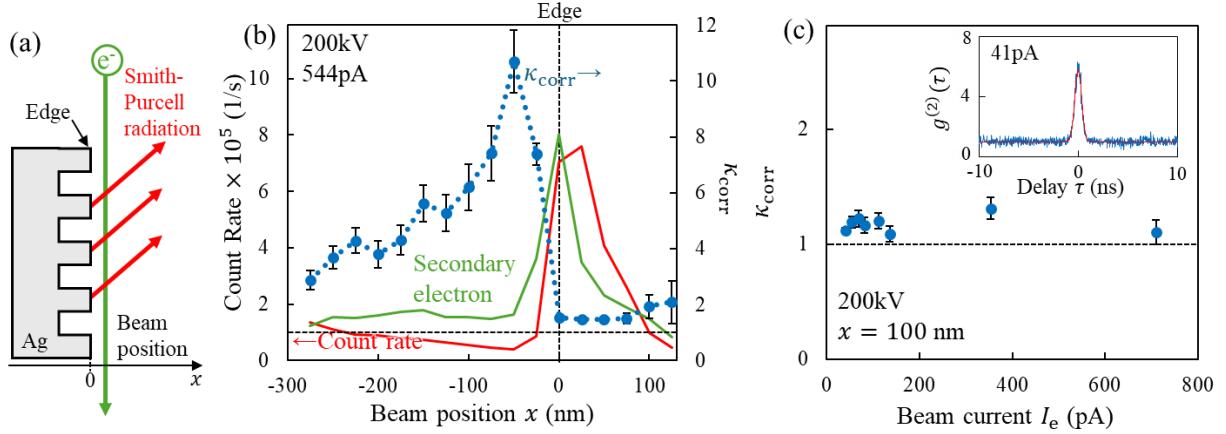 (a)
e-
Smith-
Purcell
radiation
Edge
Ag
Beam
position
0
x
(b)
Edge
200kV
544pA
κcorr→
Secondary
electron
←Count rate
Count Rate × 10⁵ (1/s)
10
8
6
4
2
0
12
10
8
6
4
2
0
κcorr
-300
-200
-100
0
100
Beam position x (nm)
(c)
κcorr
2
1
0
200kV
x = 100 nm
0
200
400
600
800
Beam current Ie (pA)
41pA
g(2)(τ)
8
4
0
-10
0
10
Delay τ (ns)